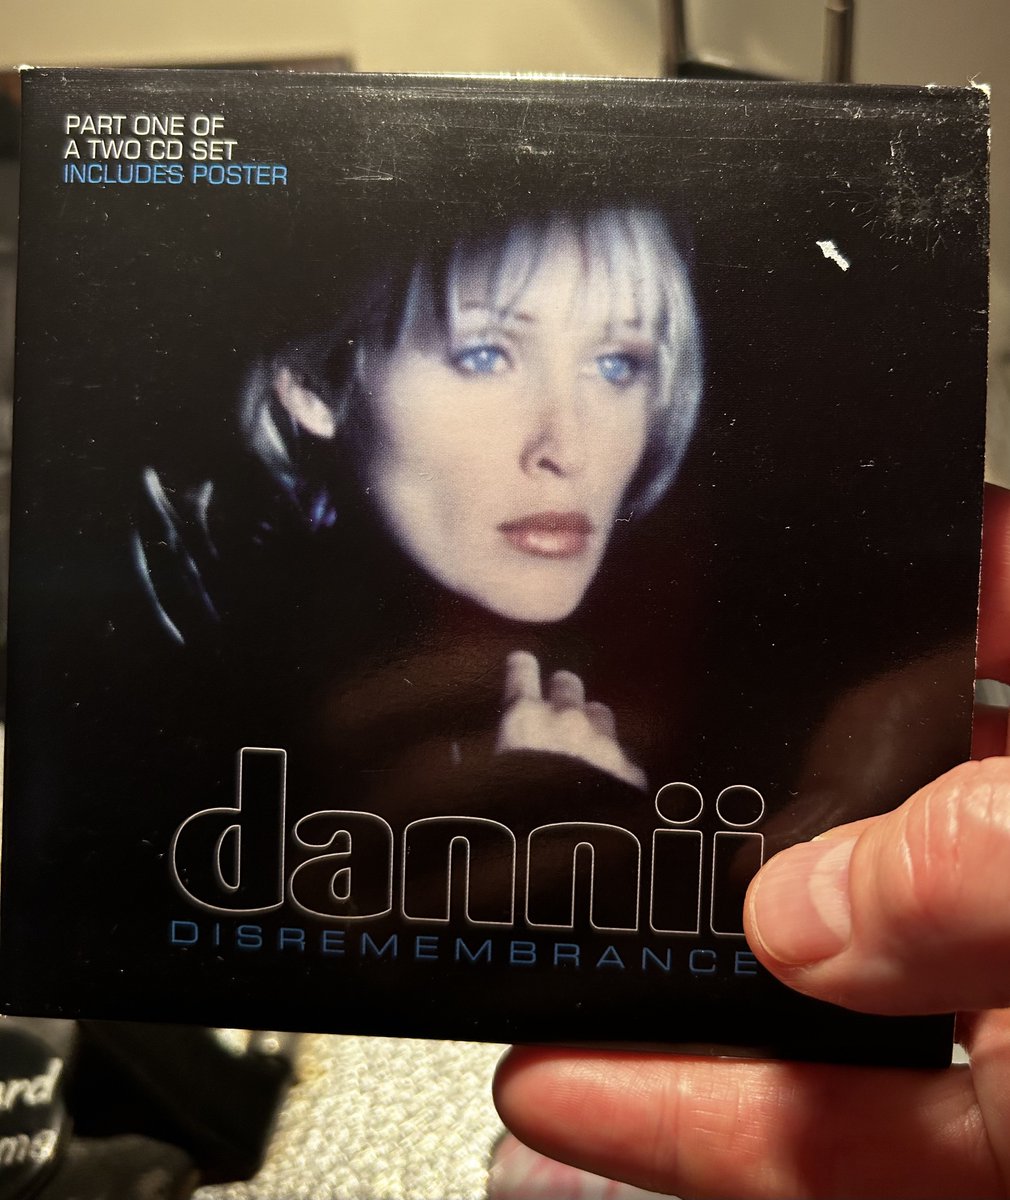 PART ONE OF
A TWO CD SET
INCLUDES POSTER
dannii
DISREMEMBRANCE